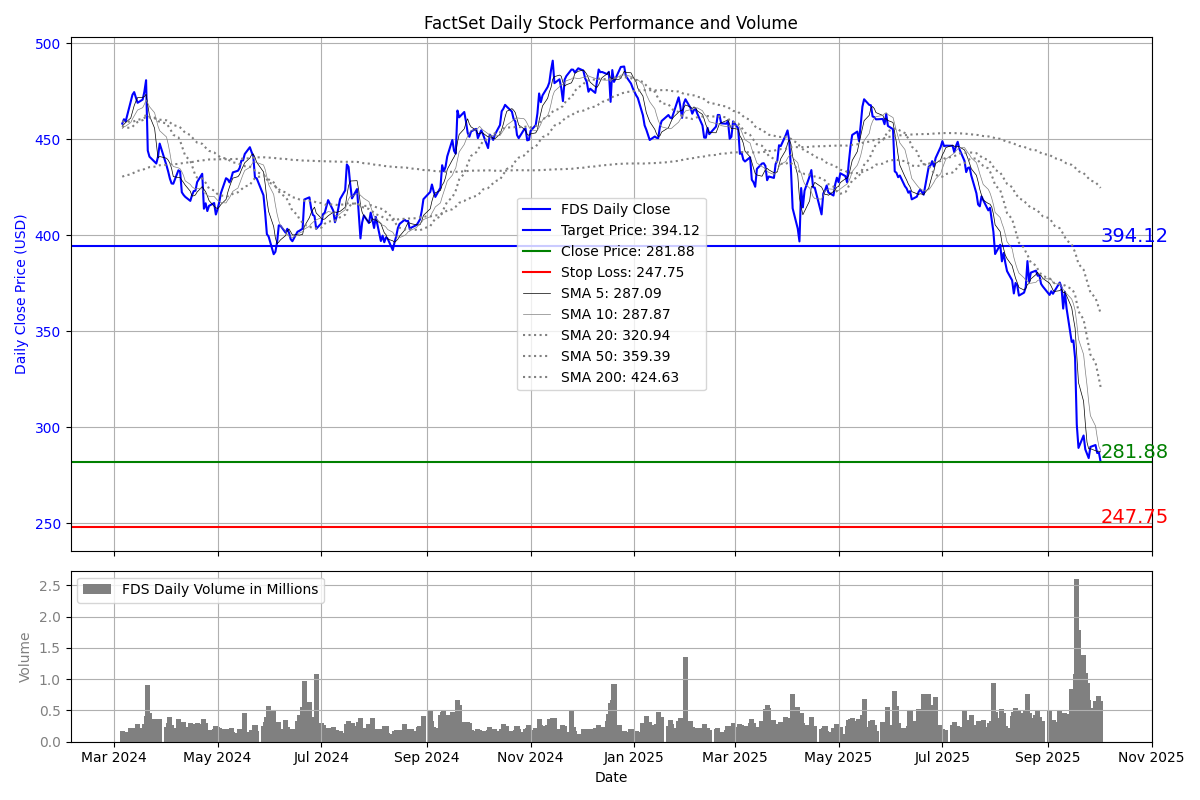 FactSet Daily Stock Performance and Volume
500
450
400
350
300
250
Daily Close Price (USD)
FDS Daily Close
Target Price: 394.12
Close Price: 281.88
Stop Loss: 247.75
SMA 5: 287.09
SMA 10: 287.87
SMA 20: 320.94
SMA 50: 359.39
SMA 200: 424.63
394.12
281.88
247.75
2.5
2.0
1.5
1.0
0.5
0.0
Volume
FDS Daily Volume in Millions
Mar 2024 May 2024 Jul 2024 Sep 2024 Nov 2024 Jan 2025 Mar 2025 May 2025 Jul 2025 Sep 2025 Nov 2025
Date